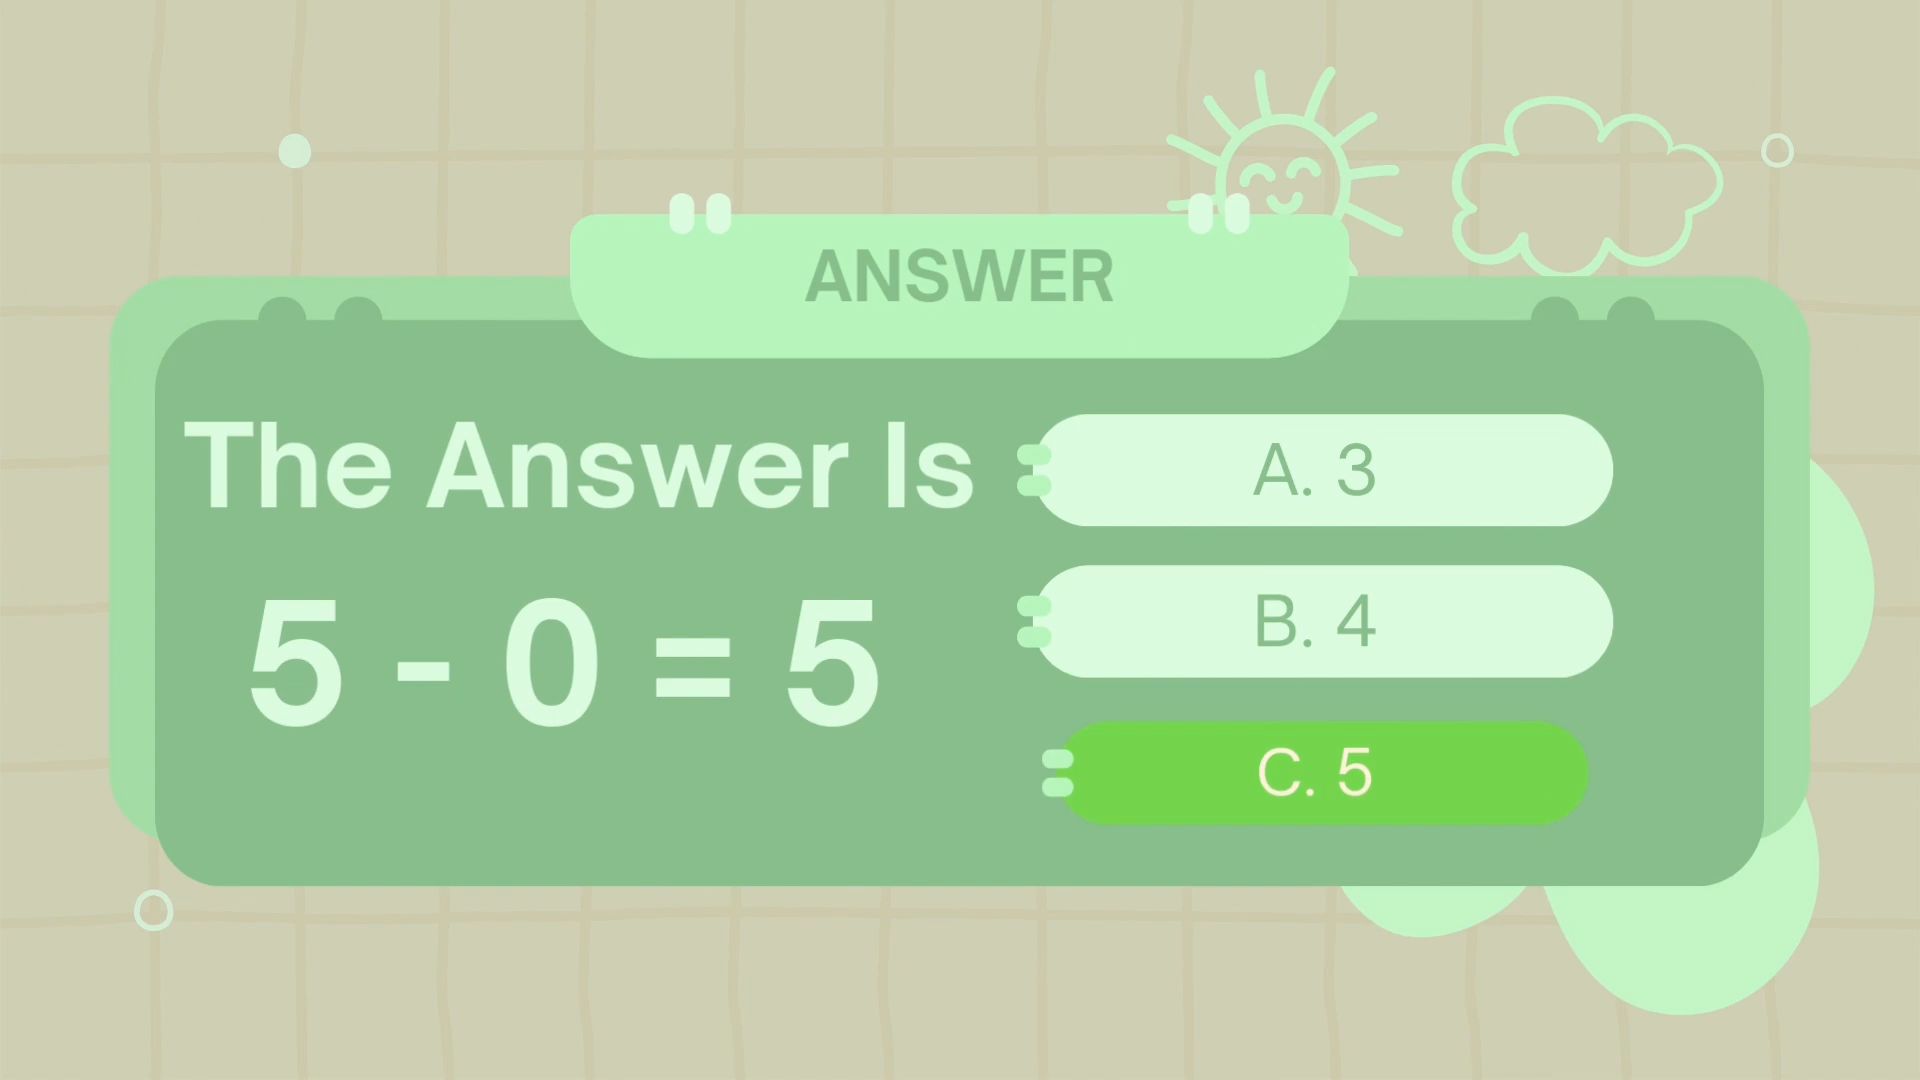 ANSWER
The Answer Is
5 - 0 = 5
A. 3
B. 4
C. 5